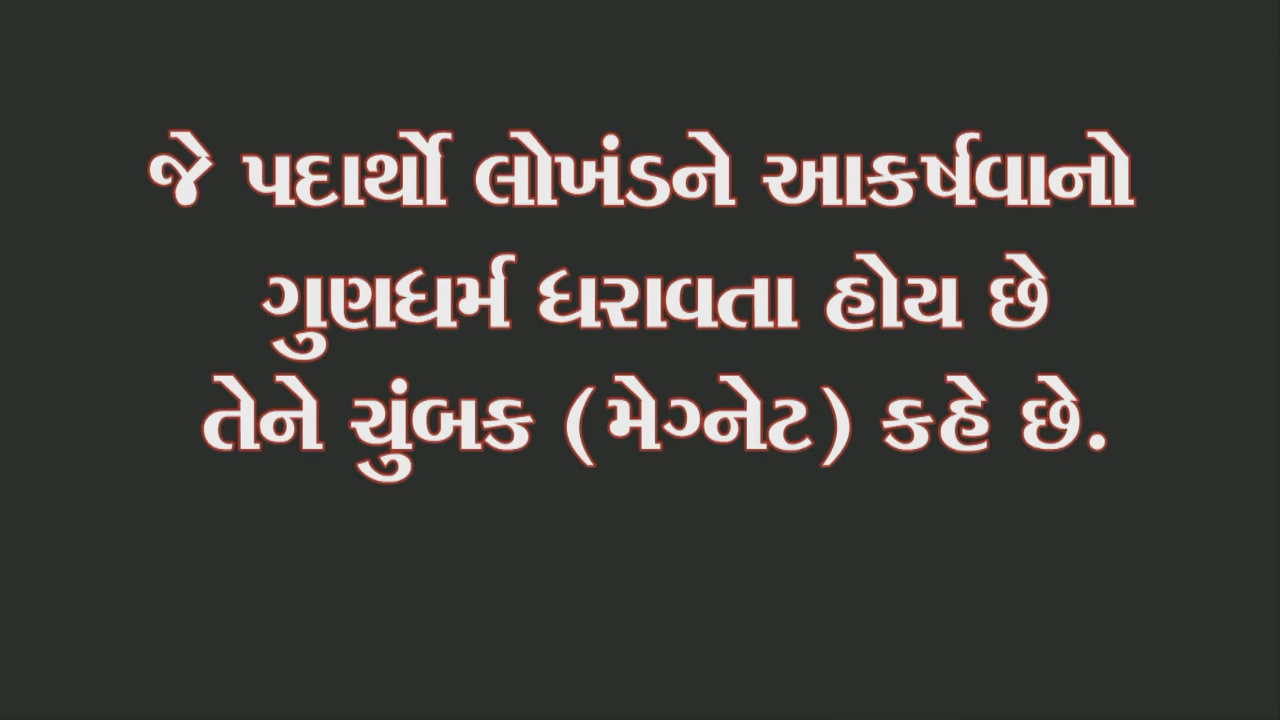 જે પદાર્થો લોખંડને આકર્ષવાનો
ગુણધર્મ ધરાવતા હોય છે
તેને ચુંબક (મેગ્નેટ) કહે છે.